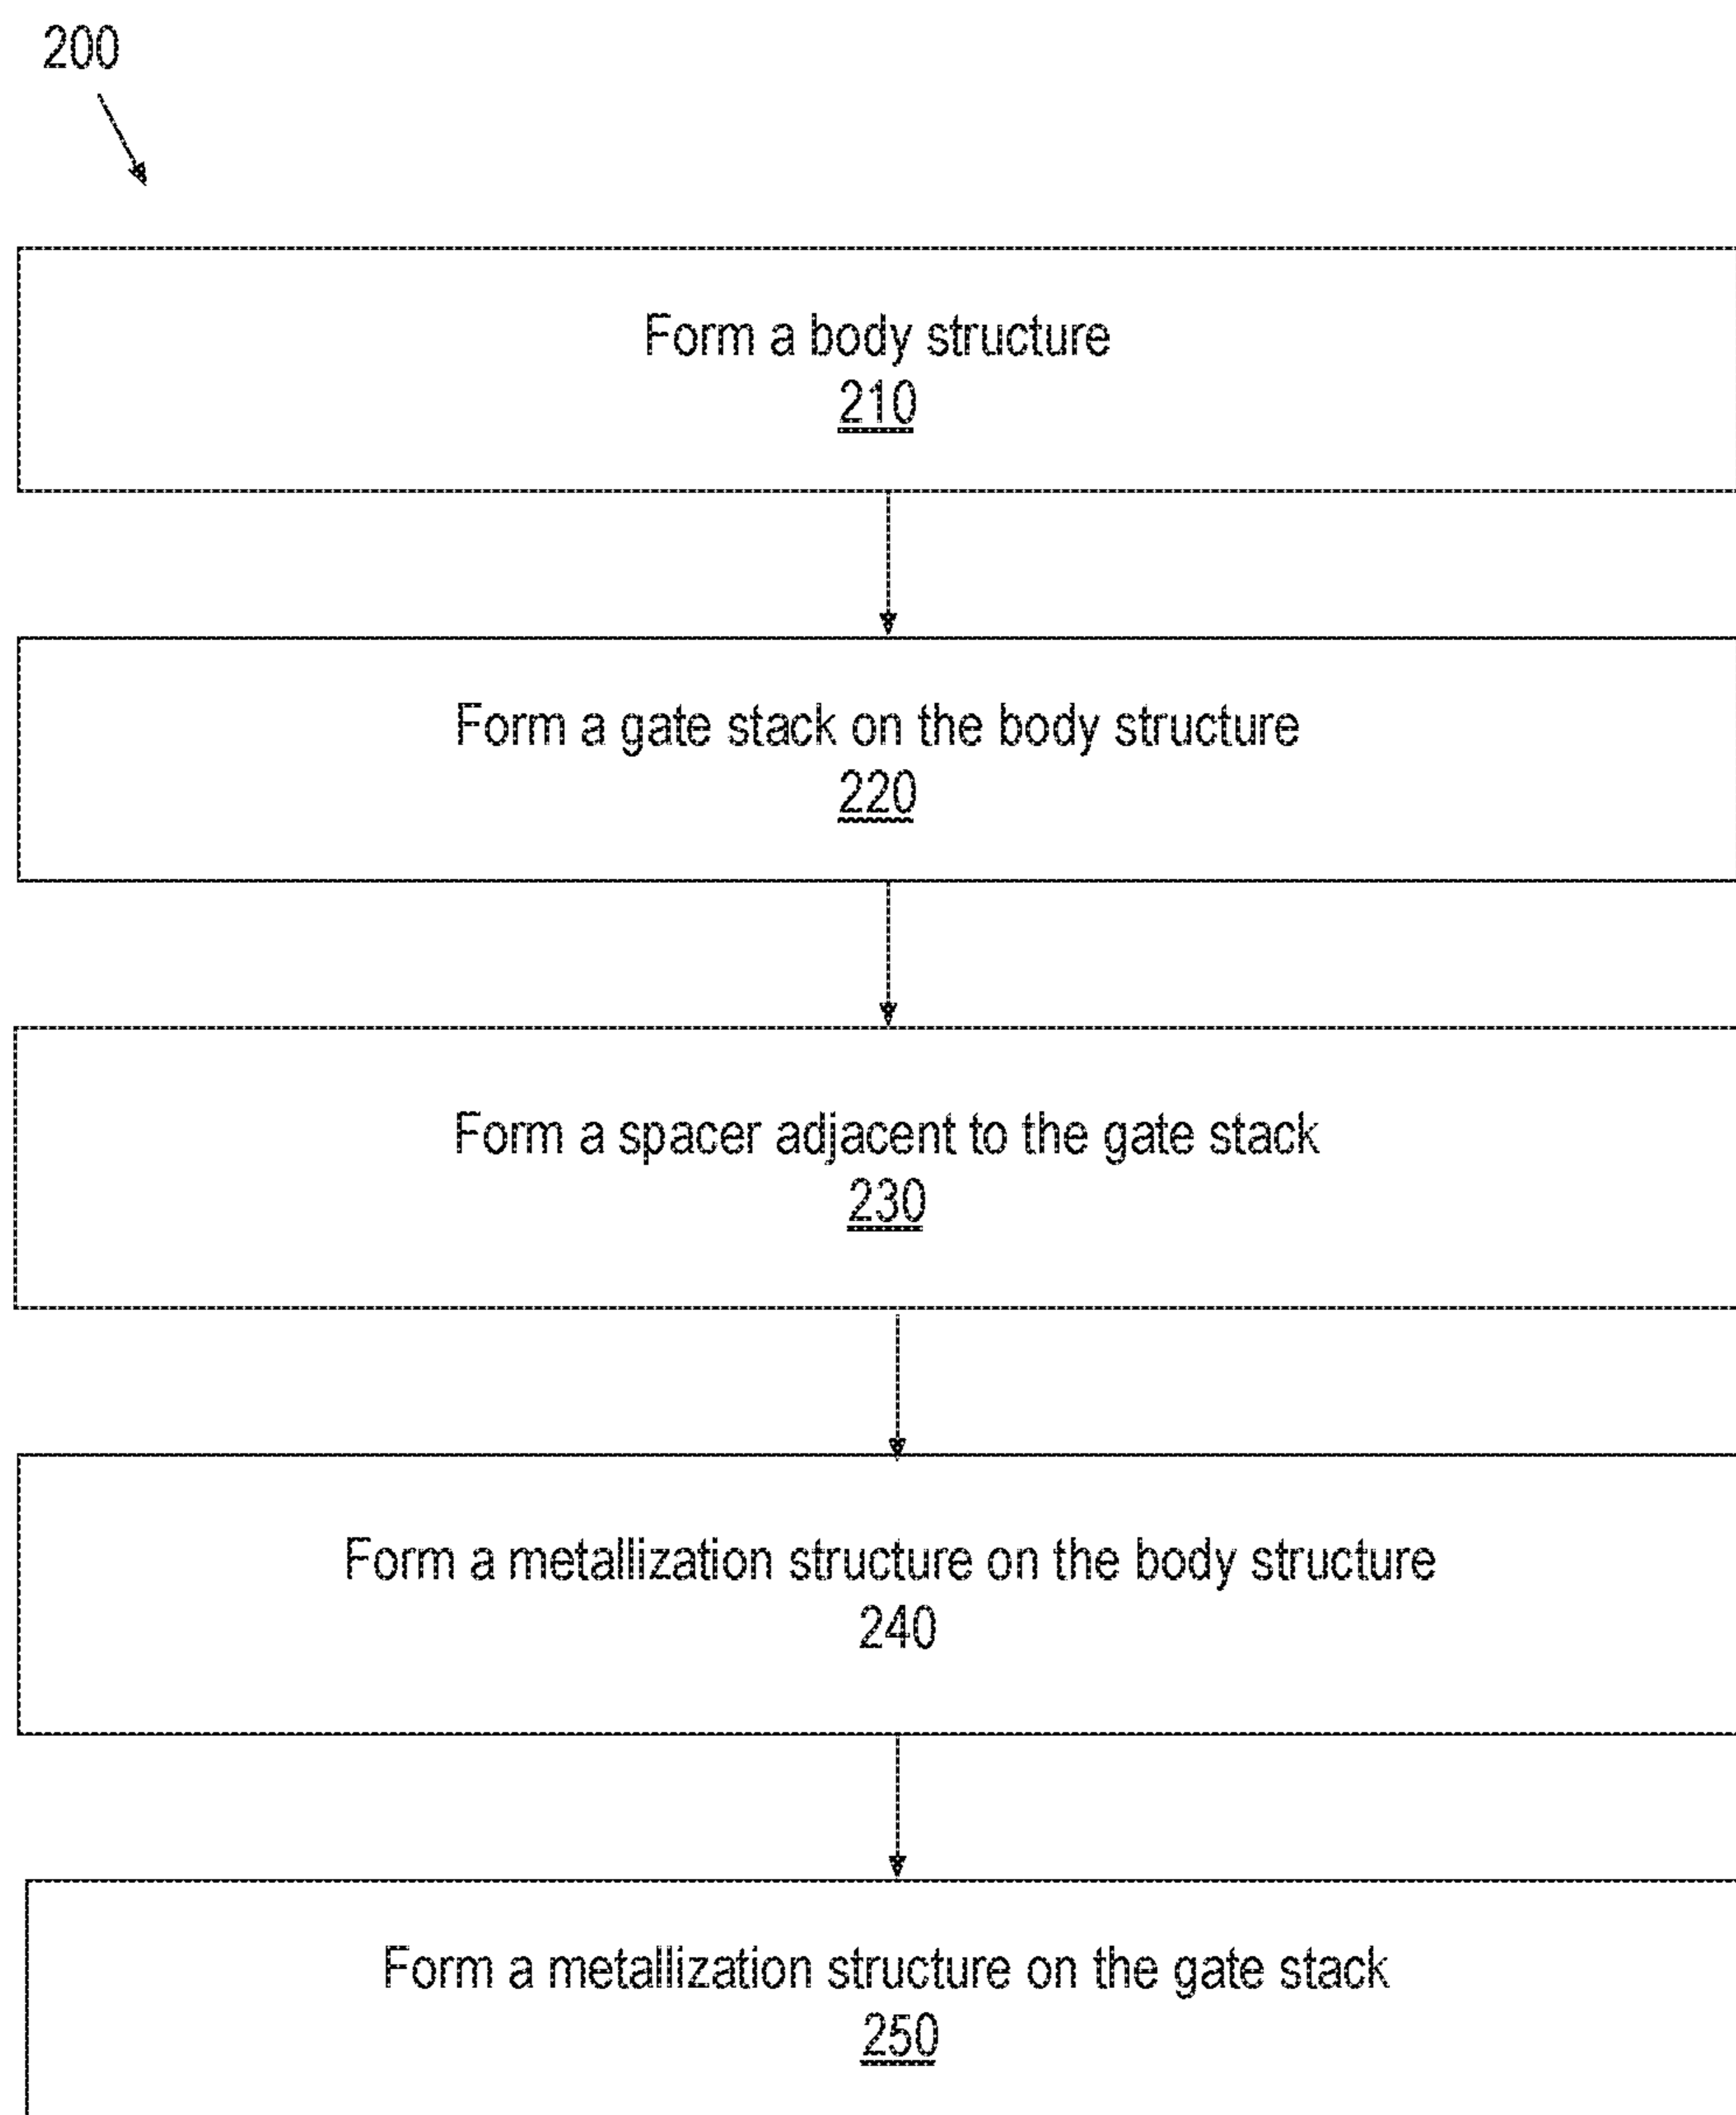 200
Form a body structure
210
Form a gate stack on the body structure
220
Form a spacer adjacent to the gate stack
230
Form a metallization structure on the body structure
240
Form a metallization structure on the gate stack
250